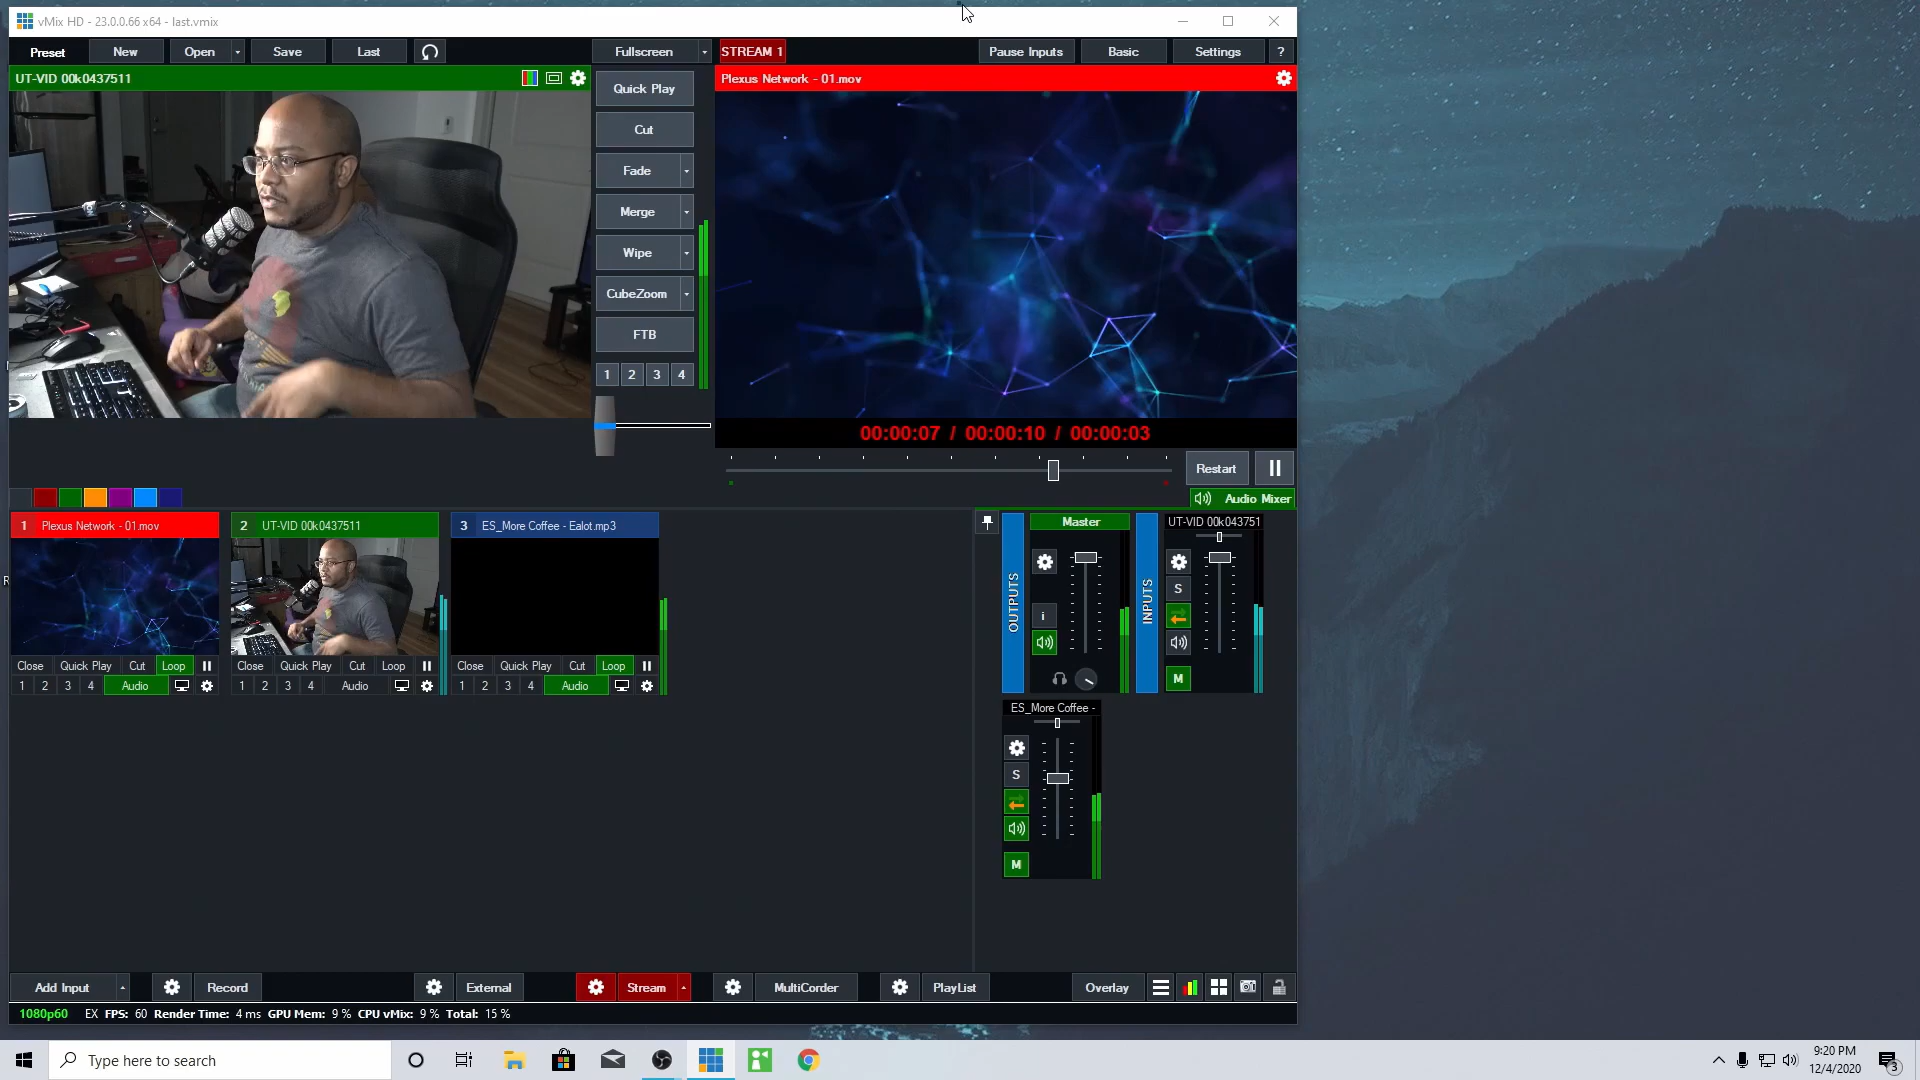 vMix HD - 23.0.0.66 x64 - last.vmix
Preset New Open Save Last Fullscreen STREAM 1 Pause Inputs Basic Settings ?
UT-VID 00k0437511
Plexus Network - 01.mov
Quick Play
Cut
Fade
Merge
Wipe
CubeZoom
FTB
1 2 3 4
00:00:07 / 00:00:10 / 00:00:03
Restart
Audio Mixer
1 Plexus Network - 01.mov
Close Quick Play Cut Loop
1 2 3 4 Audio
2 UT-VID 00k0437511
Close Quick Play Cut Loop
1 2 3 4 Audio
3 ES_More Coffee - Ealot.mp3
Close Quick Play Cut Loop
1 2 3 4 Audio
OUTPUTS
Master
i
INPUTS
UT-VID 00k043751
S
M
ES_More Coffee -
S
M
Add Input Record External Stream MultiCorder PlayList Overlay
1080p60 EX FPS: 60 Render Time: 4 ms GPU Mem: 9 % CPU vMix: 9 % Total: 15 %
Type here to search
9:20 PM
12/4/2020
3